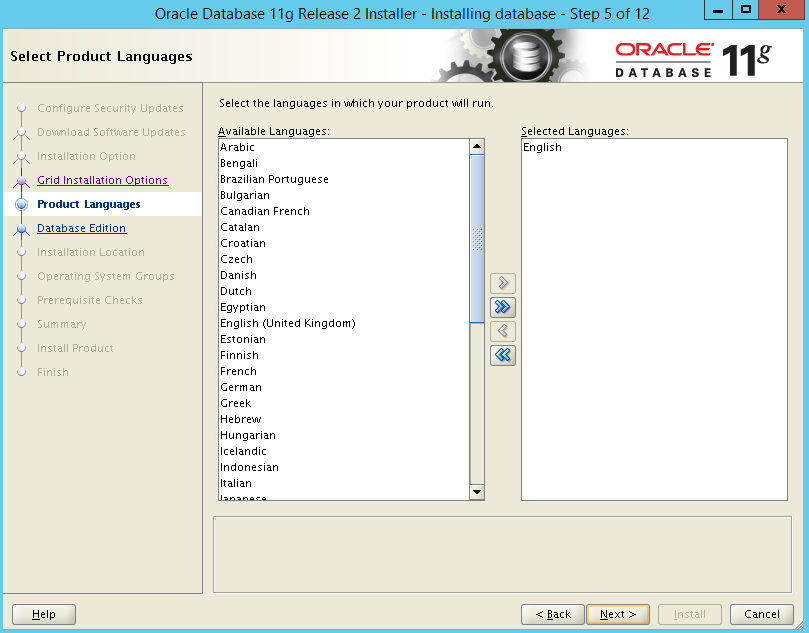 Oracle Database 11g Release 2 Installer - Installing database - Step 5 of 12
Select Product Languages
ORACLE
DATABASE
11g
Configure Security Updates
Download Software Updates
Installation Option
Grid Installation Options
Product Languages
Database Edition
Installation Location
Operating System Groups
Prerequisite Checks
Summary
Install Product
Finish
Select the languages in which your product will run.
Available Languages:
Arabic
Bengali
Brazilian Portuguese
Bulgarian
Canadian French
Catalan
Croatian
Czech
Danish
Dutch
Egyptian
English (United Kingdom)
Estonian
Finnish
French
German
Greek
Hebrew
Hungarian
Icelandic
Indonesian
Italian
Japanese
Selected Languages:
English
Help
< Back
Next >
Install
Cancel